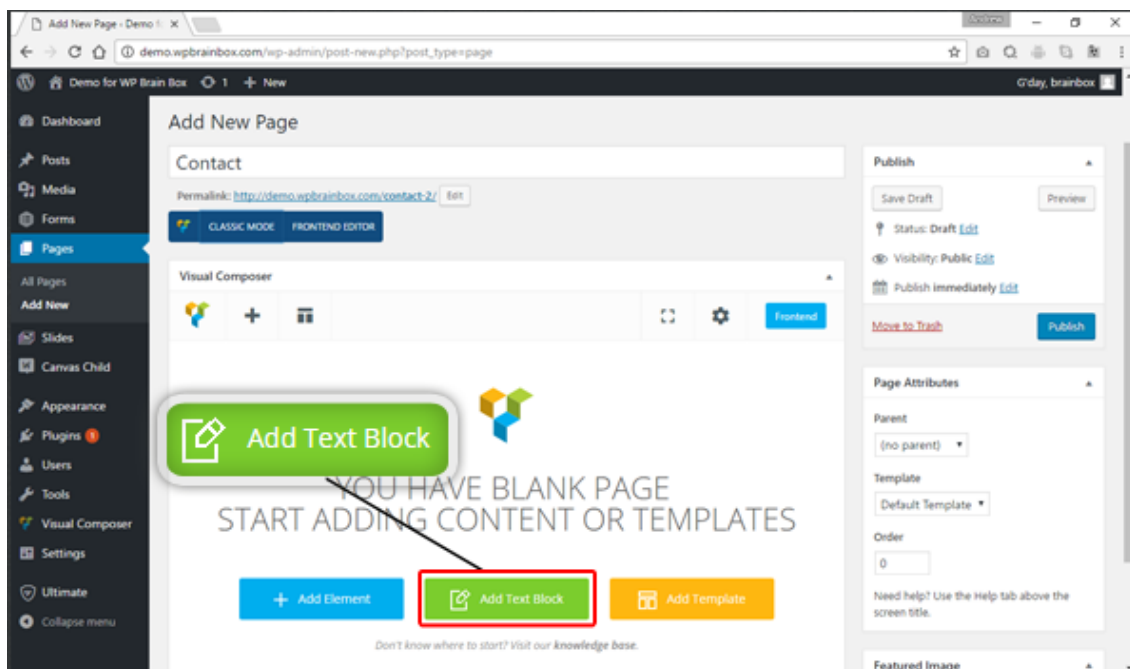 Add New Page - Demo f
Andrew
demo.wpbrainbox.com/wp-admin/post-new.php?post_type=page
Demo for WP Brain Box 1 + New
G'day, brainbox
Dashboard
Posts
Media
Forms
Pages
All Pages
Add New
Slides
Canvas Child
Appearance
Plugins 1
Users
Tools
Visual Composer
Settings
Ultimate
Collapse menu
Add New Page
Contact
Permalink: http://demo.wpbrainbox.com/contact-2/ Edit
CLASSIC MODE FRONTEND EDITOR
Visual Composer
Frontend
Add Text Block
YOU HAVE BLANK PAGE
START ADDING CONTENT OR TEMPLATES
+ Add Element
Add Text Block
Add Template
Don't know where to start? Visit our knowledge base.
Publish
Save Draft
Preview
Status: Draft Edit
Visibility: Public Edit
Publish immediately Edit
Move to Trash
Publish
Page Attributes
Parent
(no parent)
Template
Default Template
Order
0
Need help? Use the Help tab above the
screen title.
Featured Image